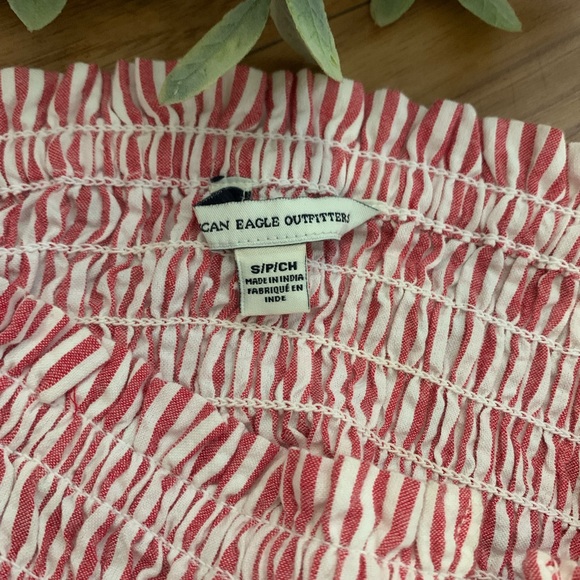 CAN EAGLE OUTFITTERS
S/P/CH
MADE IN INDIA
FABRIQUÉ EN
INDE